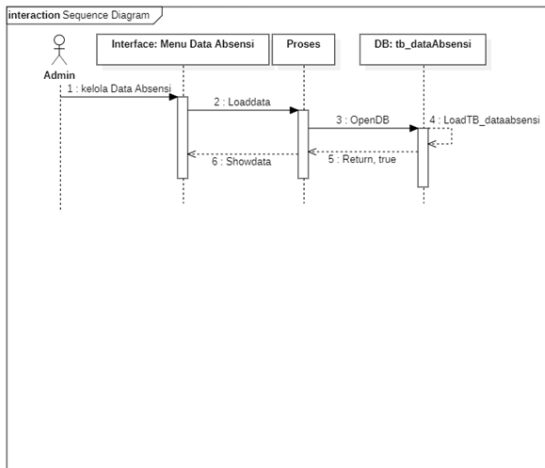 interaction Sequence Diagram
Interface: Menu Data Absensi
Proses
DB: tb_dataAbsensi
Admin
1 : kelola Data Absensi
2 : Loaddata
3 : OpenDB
4 : LoadTB_dataabsensi
5 : Return, true
6 : Showdata